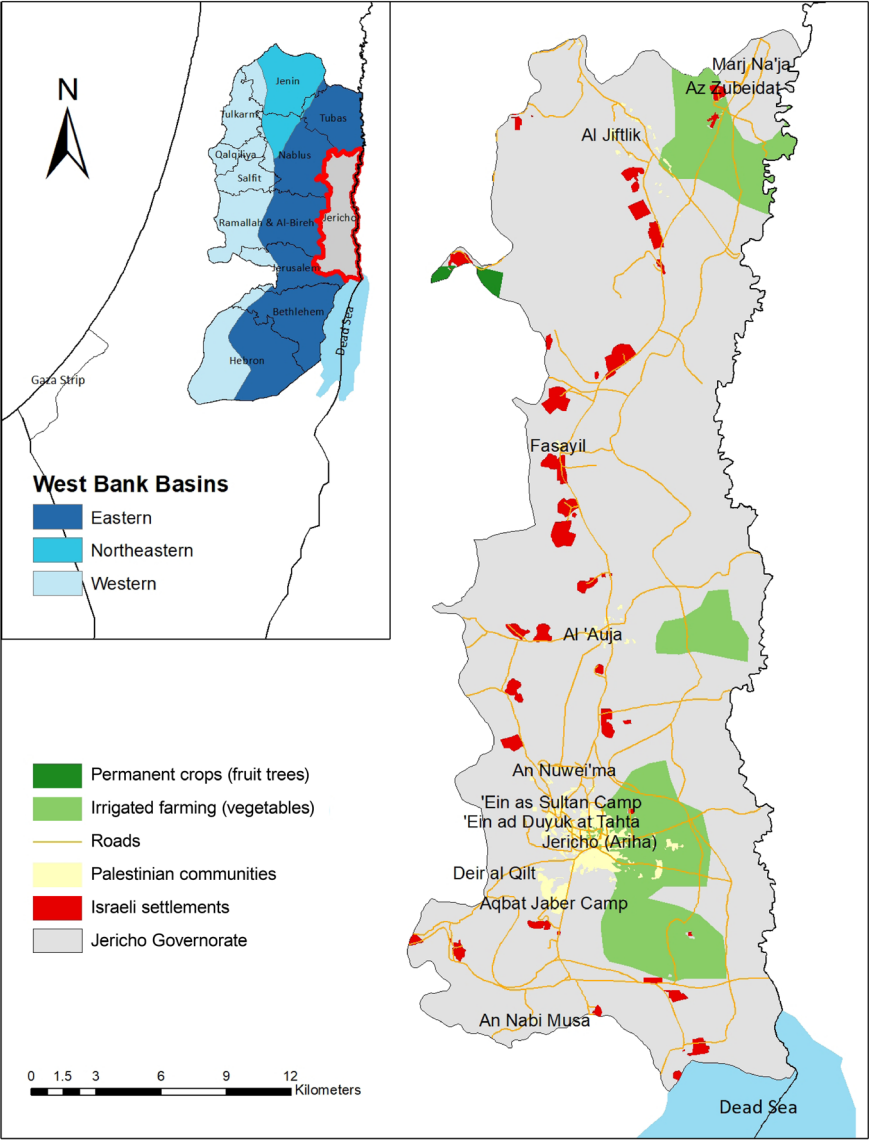 N
Jenin
Tulkarm
Tubas
Qalqiliya
Nablus
Salfit
Ramallah & Al-Bireh
Jericho
Jerusalem
Bethlehem
Hebron
Dead Sea
Gaza Strip
West Bank Basins
Eastern
Northeastern
Western
Permanent crops (fruit trees)
Irrigated farming (vegetables)
Roads
Palestinian communities
Israeli settlements
Jericho Governorate
0 1.5 3 6 9 12
Kilometers
Marj Na'ja
Az Zubeidat
Al Jiftlik
Fasayil
Al 'Auja
An Nuwei'ma
'Ein as Sultan Camp
'Ein ad Duyuk at Tahta
Jericho (Ariha)
Deir al Qilt
Aqbat Jaber Camp
An Nabi Musa
Dead Sea